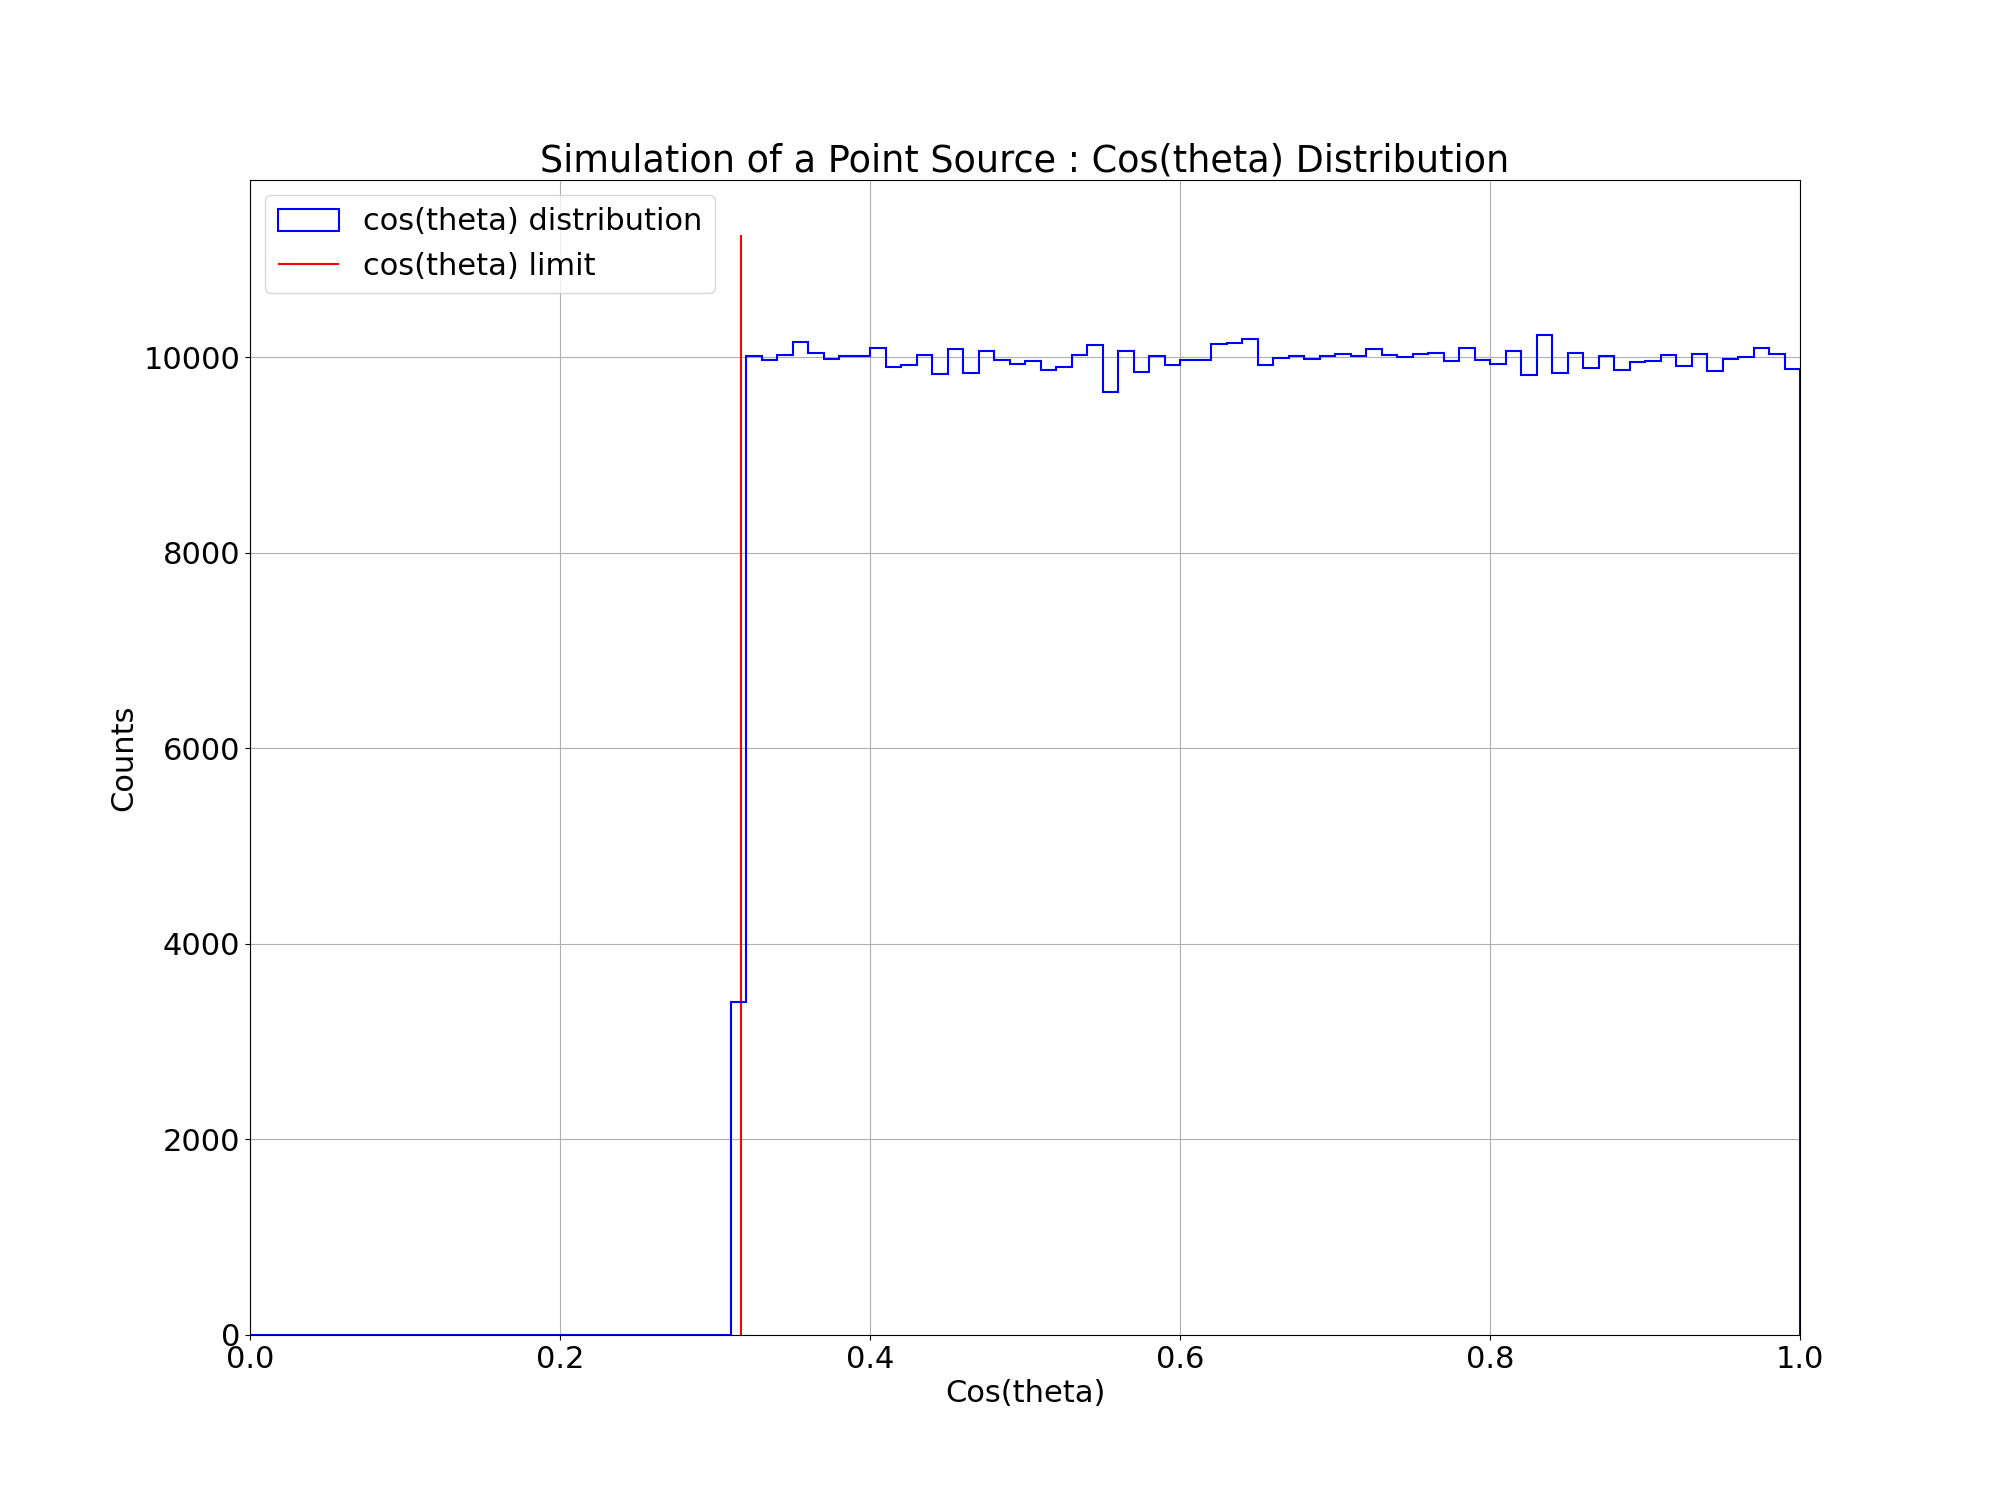 Simulation of a Point Source : Cos(theta) Distribution
cos(theta) distribution
cos(theta) limit
10000
8000
6000
4000
2000
0
Counts
0.0 0.2 0.4 0.6 0.8 1.0
Cos(theta)